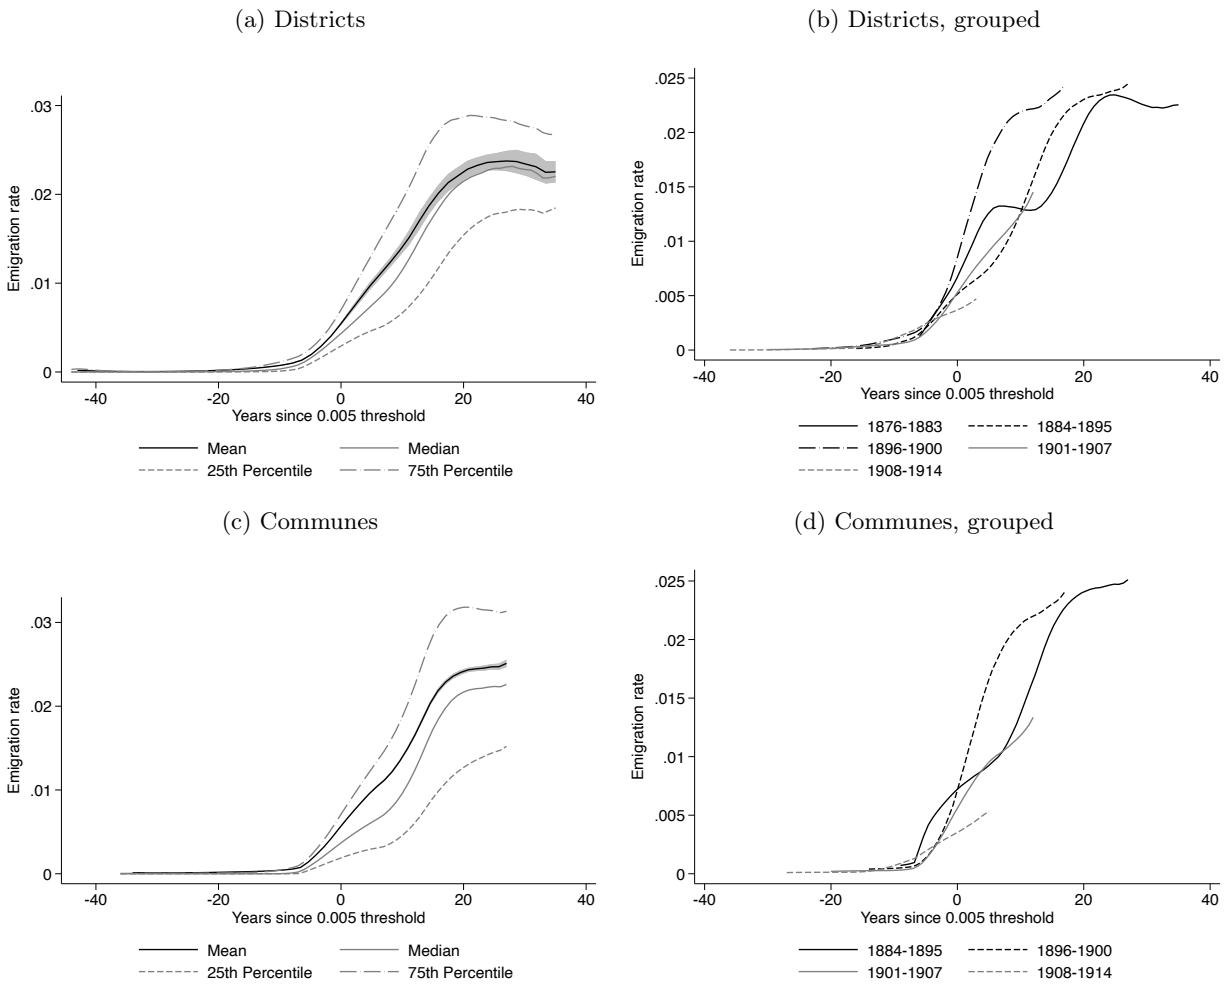 (a) Districts
.03
.02
.01
0
Emigration rate
-40 -20 0 20 40
Years since 0.005 threshold
Mean Median
25th Percentile 75th Percentile
(b) Districts, grouped
.025
.02
.015
.01
.005
0
Emigration rate
-40 -20 0 20 40
Years since 0.005 threshold
1876-1883 1884-1895
1896-1900 1901-1907
1908-1914
(c) Communes
.03
.02
.01
0
Emigration rate
-40 -20 0 20 40
Years since 0.005 threshold
Mean Median
25th Percentile 75th Percentile
(d) Communes, grouped
.025
.02
.015
.01
.005
0
Emigration rate
-40 -20 0 20 40
Years since 0.005 threshold
1884-1895 1896-1900
1901-1907 1908-1914